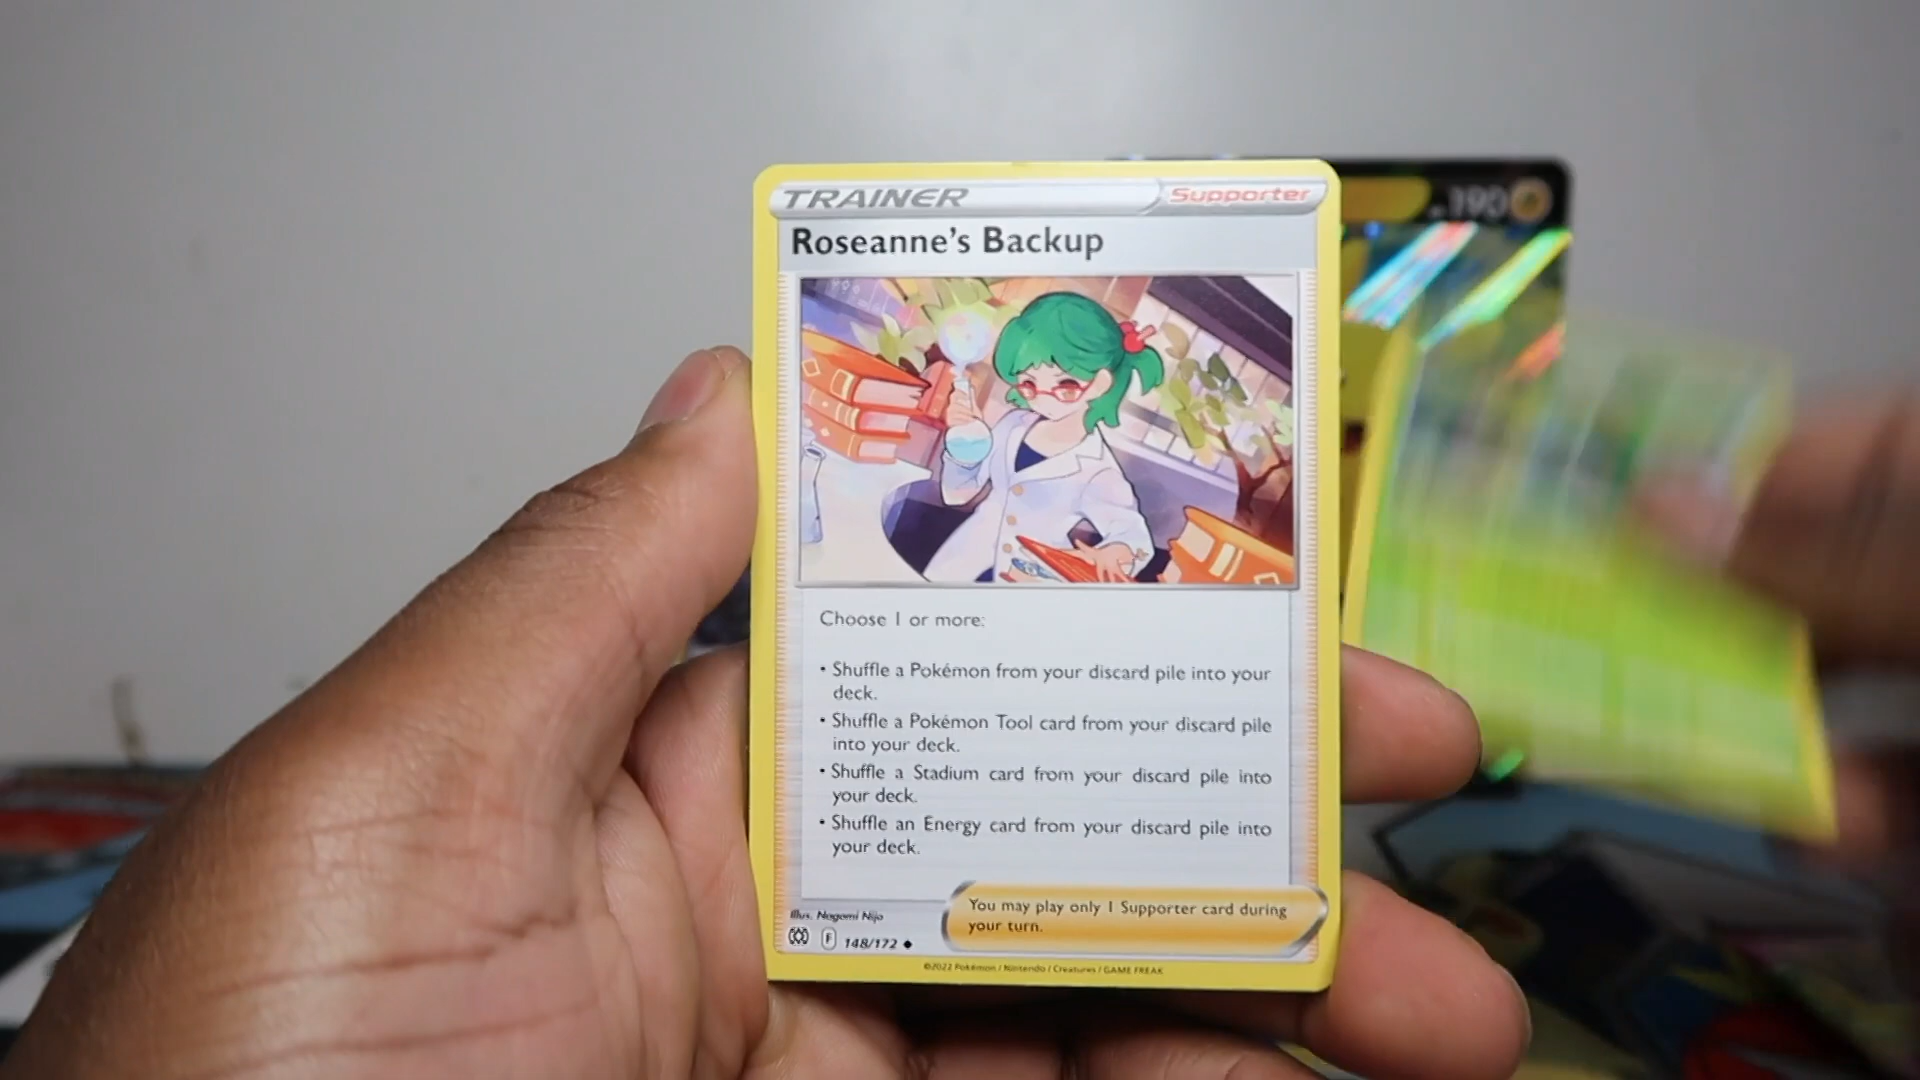 TRAINER Supporter
Roseanne's Backup
Choose 1 or more:
• Shuffle a Pokémon from your discard pile into your
deck.
• Shuffle a Pokémon Tool card from your discard pile
into your deck.
• Shuffle a Stadium card from your discard pile into
your deck.
• Shuffle an Energy card from your discard pile into
your deck.
You may play only 1 Supporter card during
your turn.
Illus. Nagomi Nijo
F 148/172
©2022 Pokémon / Nintendo / Creatures / GAME FREAK
190